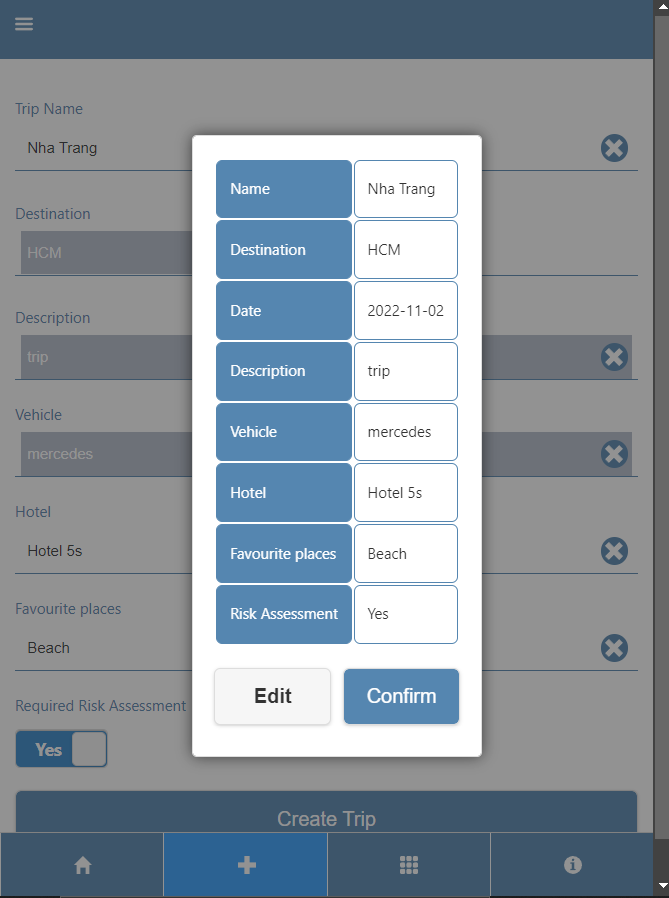 Trip Name
Nha Trang
Destination
HCM
Description
trip
Vehicle
mercedes
Hotel
Hotel 5s
Favourite places
Beach
Required Risk Assessment
Yes
Create Trip
Name Nha Trang
Destination HCM
Date 2022-11-02
Description trip
Vehicle mercedes
Hotel Hotel 5s
Favourite places Beach
Risk Assessment Yes
Edit Confirm